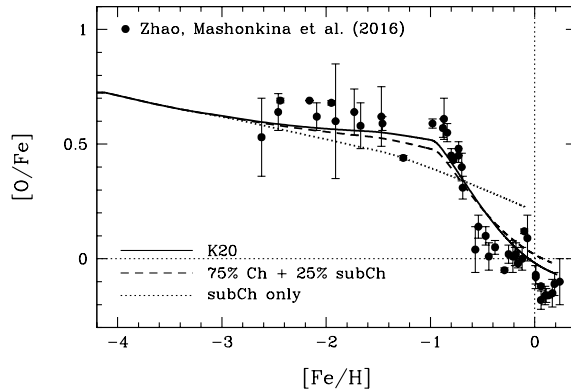 1
Zhao, Mashonkina et al. (2016)
0.5
[O/Fe]
K20
75% Ch + 25% subCh
subCh only
0
−4 −3 −2 −1 0
[Fe/H]